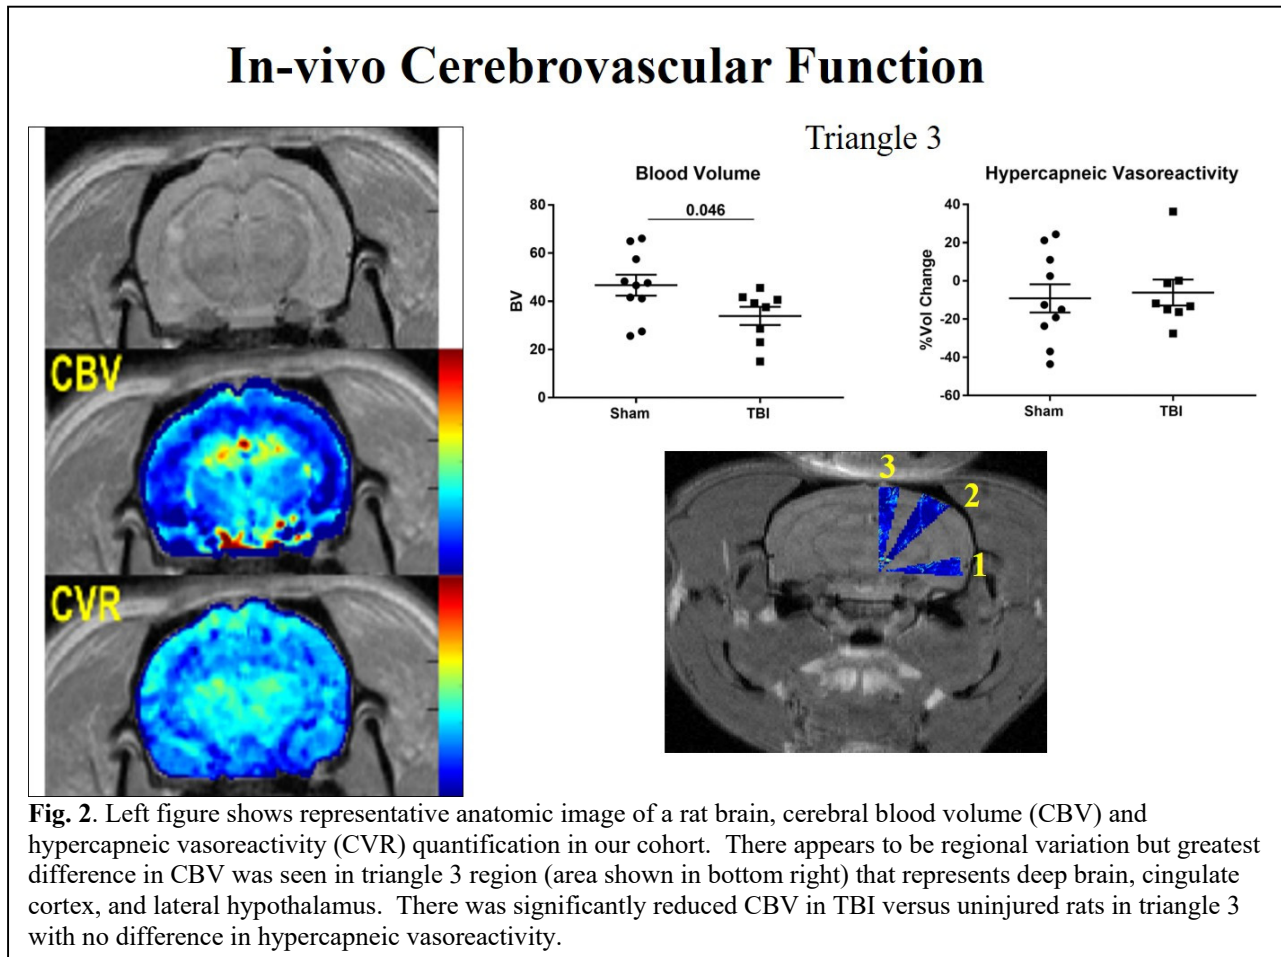 In-vivo Cerebrovascular Function
CBV
CVR
Triangle 3
Blood Volume
80
60
40
20
0
BV
0.046
Sham
TBI
Hypercapneic Vasoreactivity
40
20
0
-20
-40
-60
%Vol Change
Sham
TBI
3
2
1
Fig. 2. Left figure shows representative anatomic image of a rat brain, cerebral blood volume (CBV) and
hypercapneic vasoreactivity (CVR) quantification in our cohort. There appears to be regional variation but greatest
difference in CBV was seen in triangle 3 region (area shown in bottom right) that represents deep brain, cingulate
cortex, and lateral hypothalamus. There was significantly reduced CBV in TBI versus uninjured rats in triangle 3
with no difference in hypercapneic vasoreactivity.